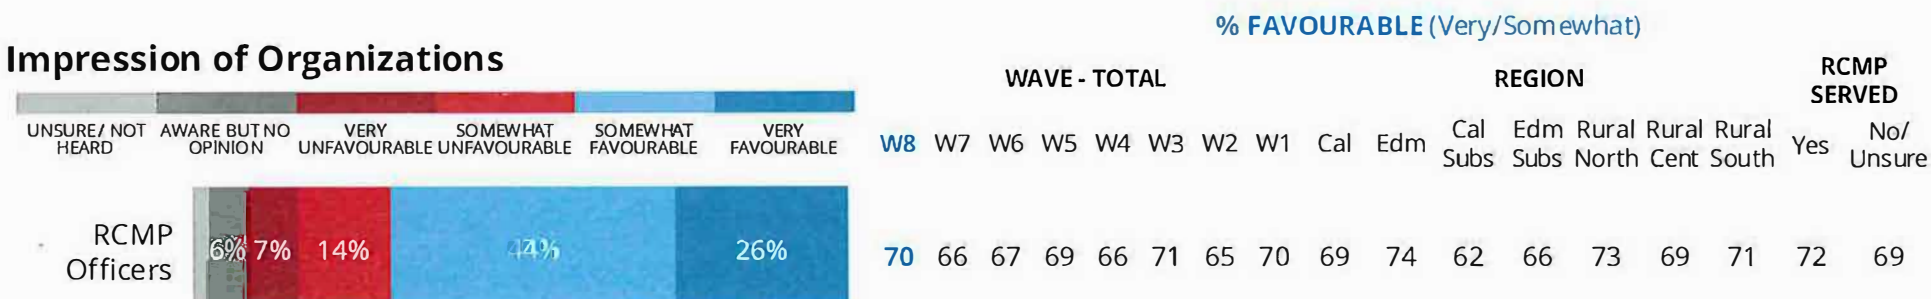 % FAVOURABLE (Very/Somewhat)
Impression of Organizations
WAVE - TOTAL REGION RCMP SERVED
UNSURE/ NOT HEARD AWARE BUT NO OPINION VERY UNFAVOURABLE SOMEWHAT UNFAVOURABLE SOMEWHAT FAVOURABLE VERY FAVOURABLE
W8 W7 W6 W5 W4 W3 W2 W1 Cal Edm Cal Subs Edm Subs Rural North Rural Cent Rural South Yes No/ Unsure
RCMP Officers 6% 7% 14% 44% 26% 70 66 67 69 66 71 65 70 69 74 62 66 73 69 71 72 69